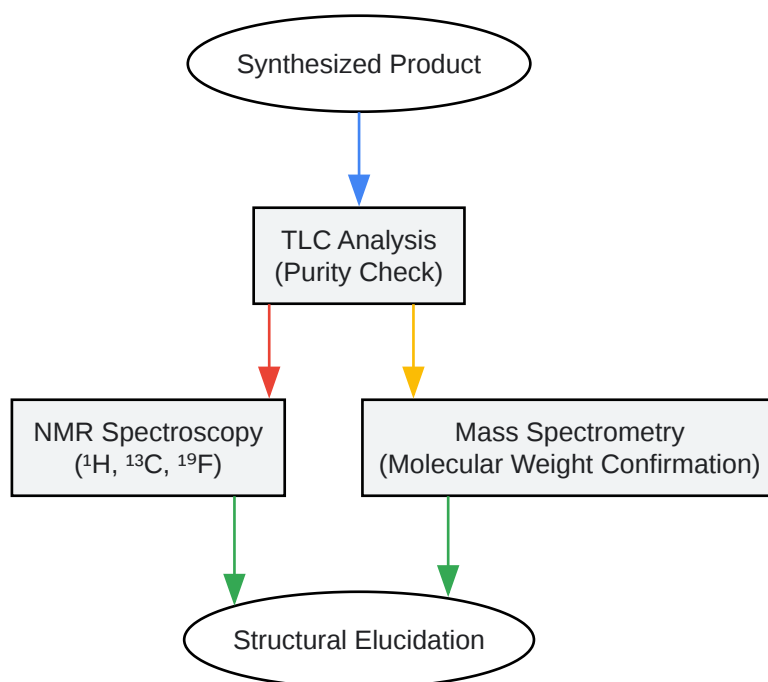 Synthesized Product
TLC Analysis
(Purity Check)
NMR Spectroscopy
(¹H, ¹³C, ¹⁹F)
Mass Spectrometry
(Molecular Weight Confirmation)
Structural Elucidation